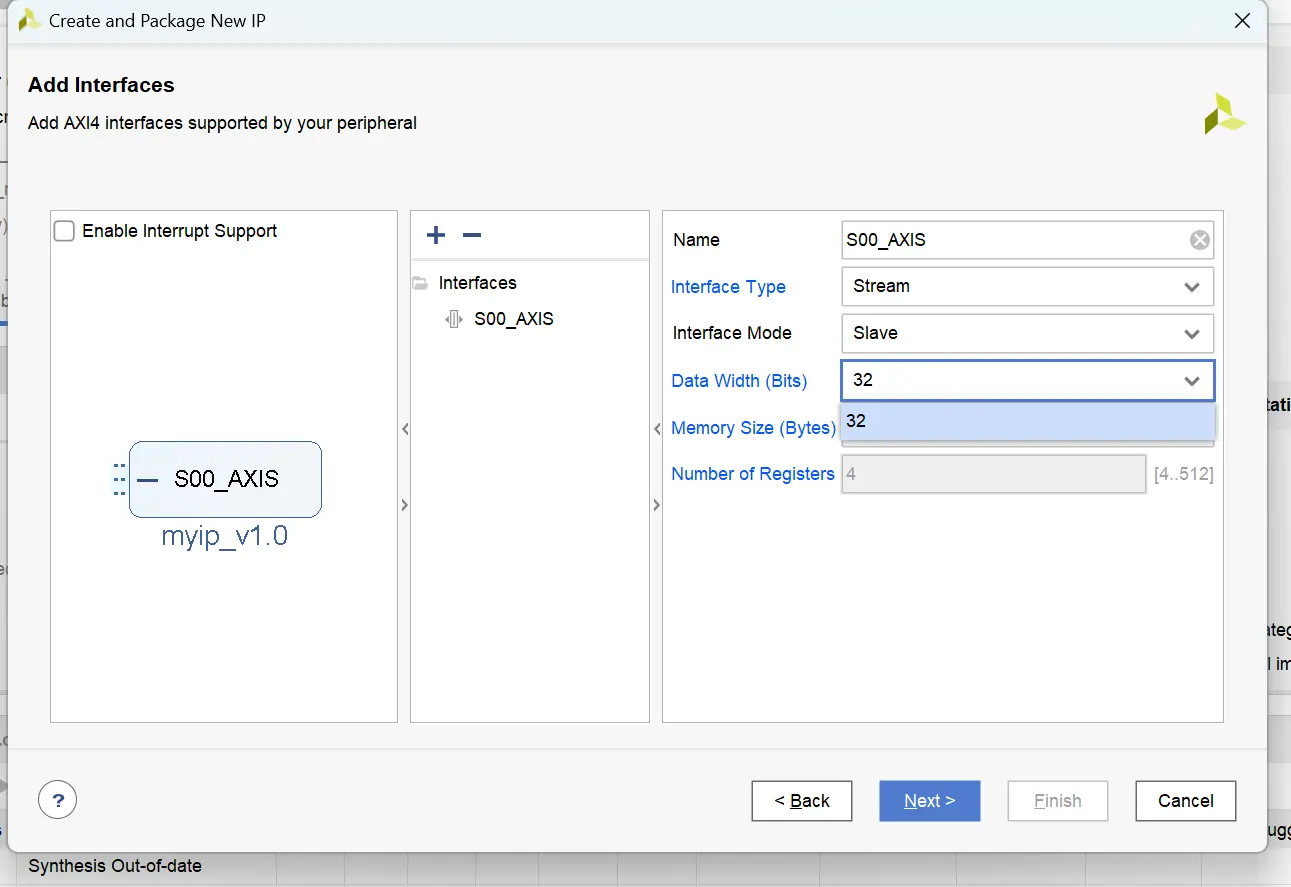 Create and Package New IP
Add Interfaces
Add AXI4 interfaces supported by your peripheral
Enable Interrupt Support
S00_AXIS
myip_v1.0
Interfaces
S00_AXIS
Name S00_AXIS
Interface Type Stream
Interface Mode Slave
Data Width (Bits) 32
32
Memory Size (Bytes)
Number of Registers 4 [4..512]
?
< Back Next > Finish Cancel
Synthesis Out-of-date